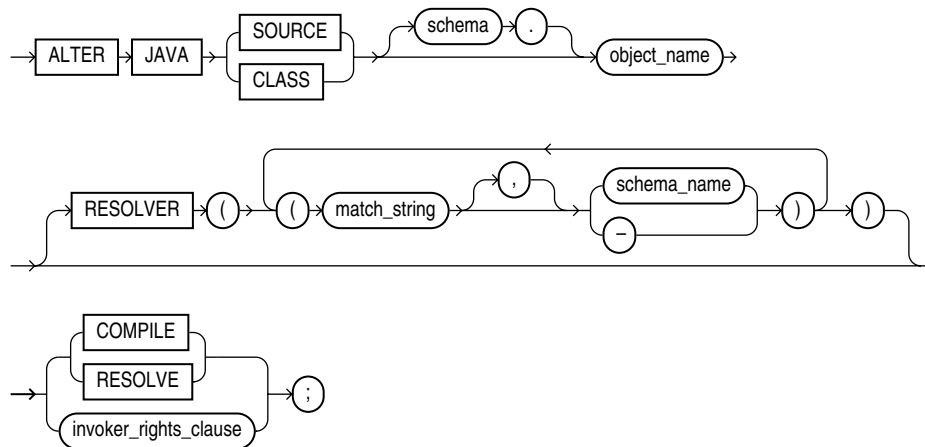 SOURCE schema .
ALTER JAVA object_name
CLASS
, schema_name
RESOLVER ( ( match_string ) )
–
COMPILE
RESOLVE ;
invoker_rights_clause